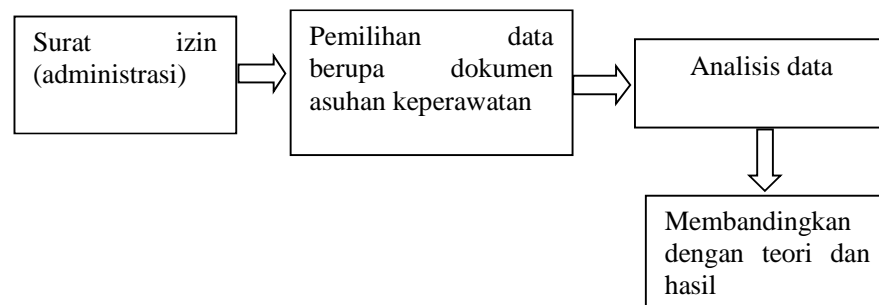 Surat izin
(administrasi)
Pemilihan data
berupa dokumen
asuhan keperawatan
Analisis data
Membandingkan
dengan teori dan
hasil